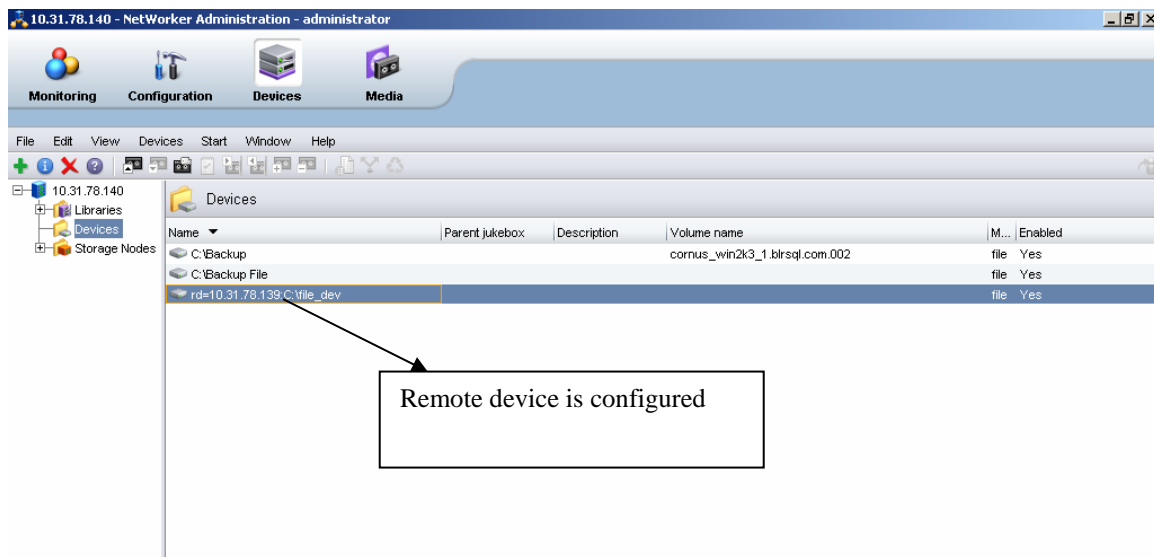 10.31.78.140 - NetWorker Administration - administrator
Monitoring Configuration Devices Media
File Edit View Devices Start Window Help
10.31.78.140
Libraries
Devices
Storage Nodes
Devices
Name Parent jukebox Description Volume name M... Enabled
C:\Backup cornus_win2k3_1.blrsql.com.002 file Yes
C:\Backup File file Yes
rd=10.31.78.139:C:\file_dev file Yes
Remote device is configured